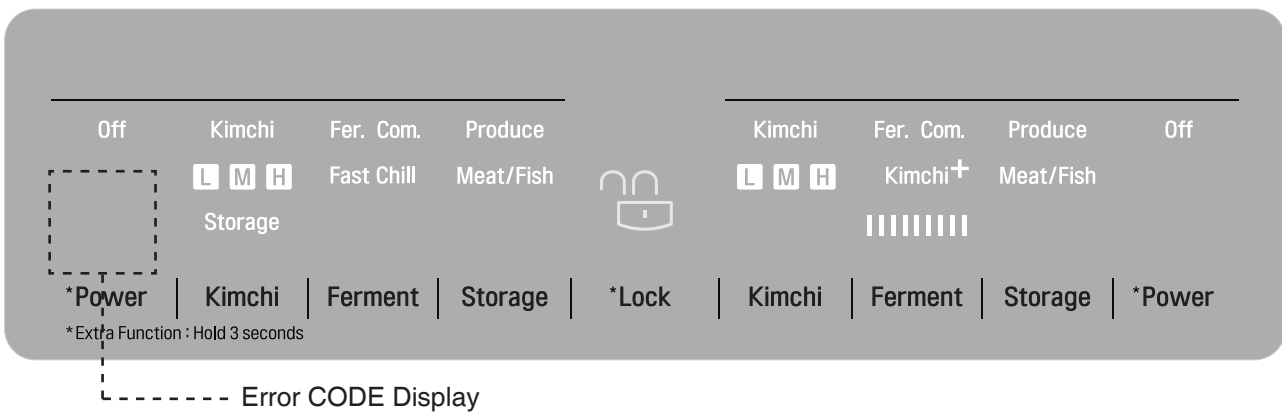 Off Kimchi Fer. Com. Produce Kimchi Fer. Com. Produce Off
L M H Fast Chill Meat/Fish L M H Kimchi+ Meat/Fish
Storage
*Power Kimchi Ferment Storage *Lock Kimchi Ferment Storage *Power
*Extra Function : Hold 3 seconds
Error CODE Display